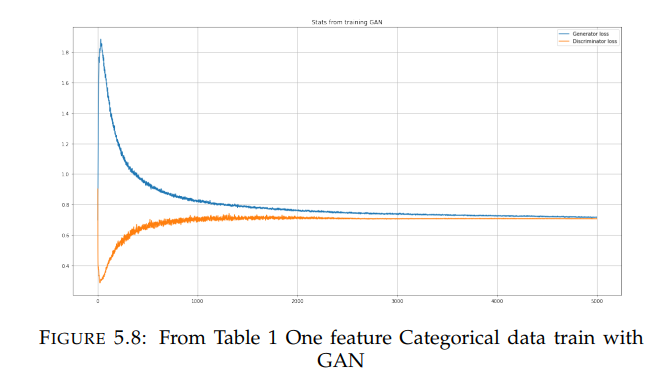 Stats from training GAN
Generator loss
Discriminator loss
1.8
1.6
1.4
1.2
1.0
0.8
0.6
0.4
0 1000 2000 3000 4000 5000
FIGURE 5.8: From Table 1 One feature Categorical data train with
GAN